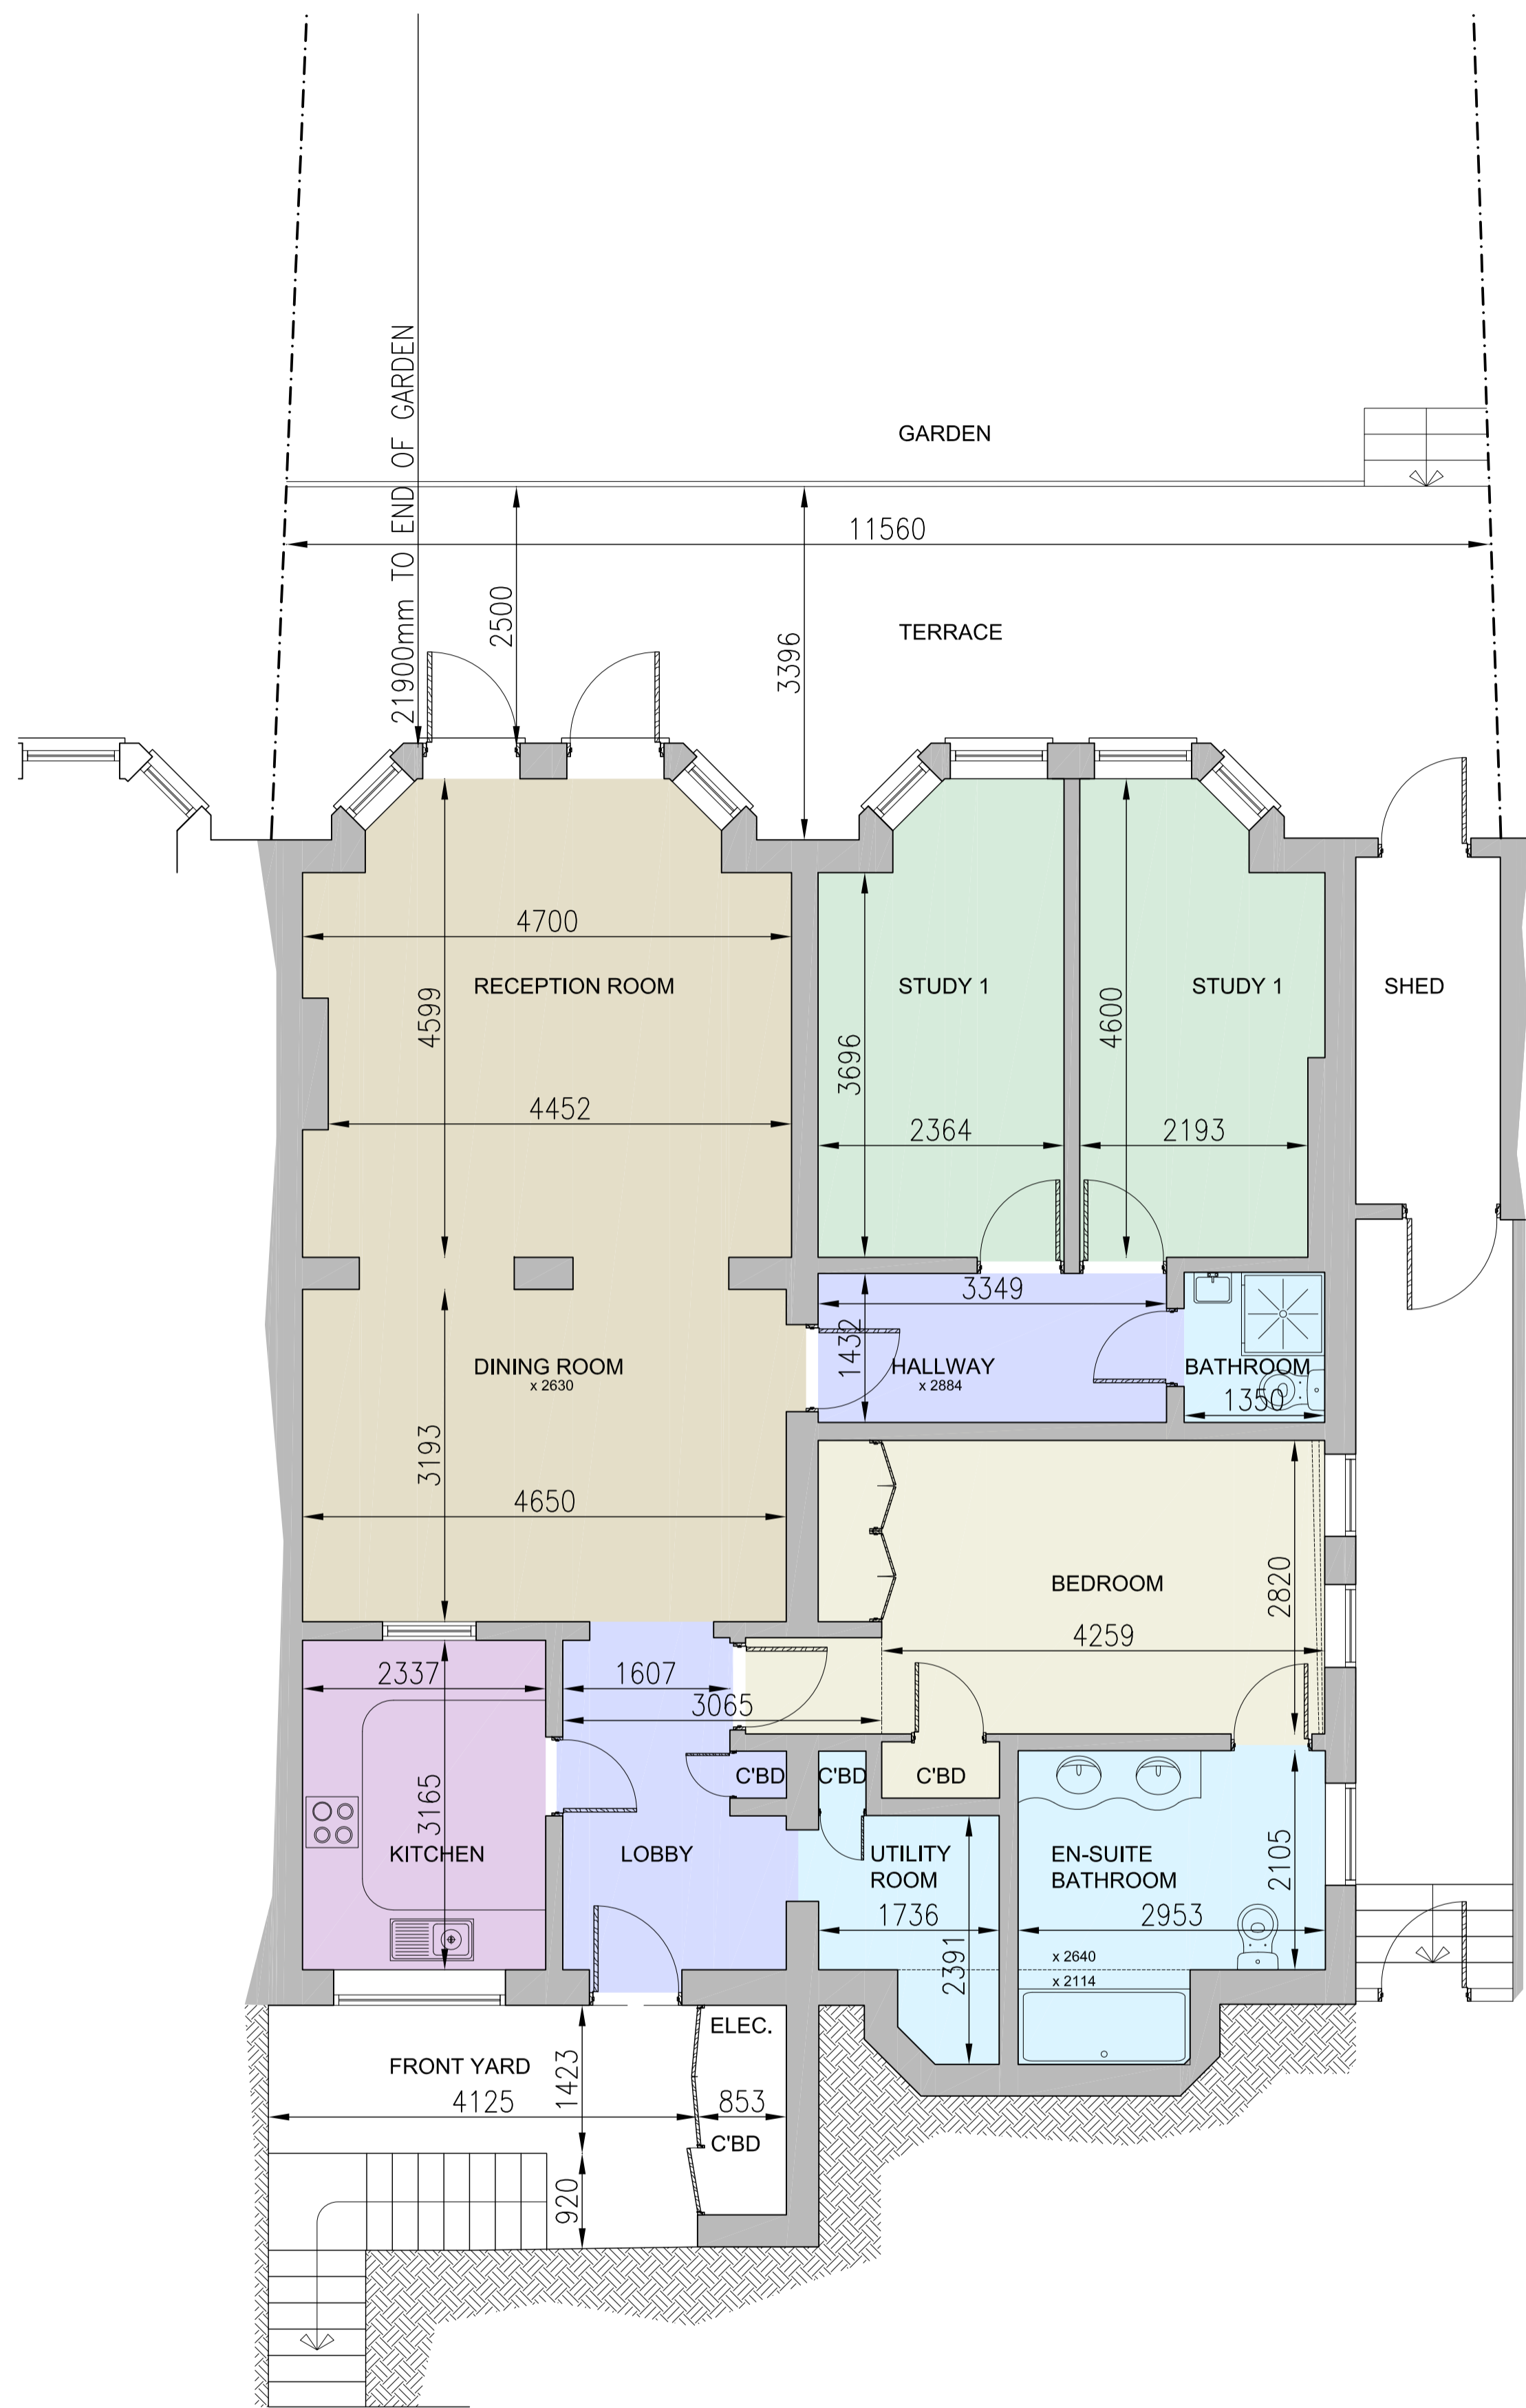 21900mm TO END OF GARDEN
GARDEN
11560
2500
3396
TERRACE
4700
RECEPTION ROOM
4599
4452
STUDY 1
3696
2364
STUDY 1
4600
2193
SHED
3349
1432
HALLWAY
x 2884
BATHROOM
1350
DINING ROOM
x 2630
3193
4650
BEDROOM
2820
4259
2337
1607
3065
3165
KITCHEN
C'BD
C'BD
C'BD
LOBBY
UTILITY
ROOM
1736
2391
EN-SUITE
BATHROOM
2105
2953
x 2640
x 2114
ELEC.
FRONT YARD
1423
4125
853
C'BD
920